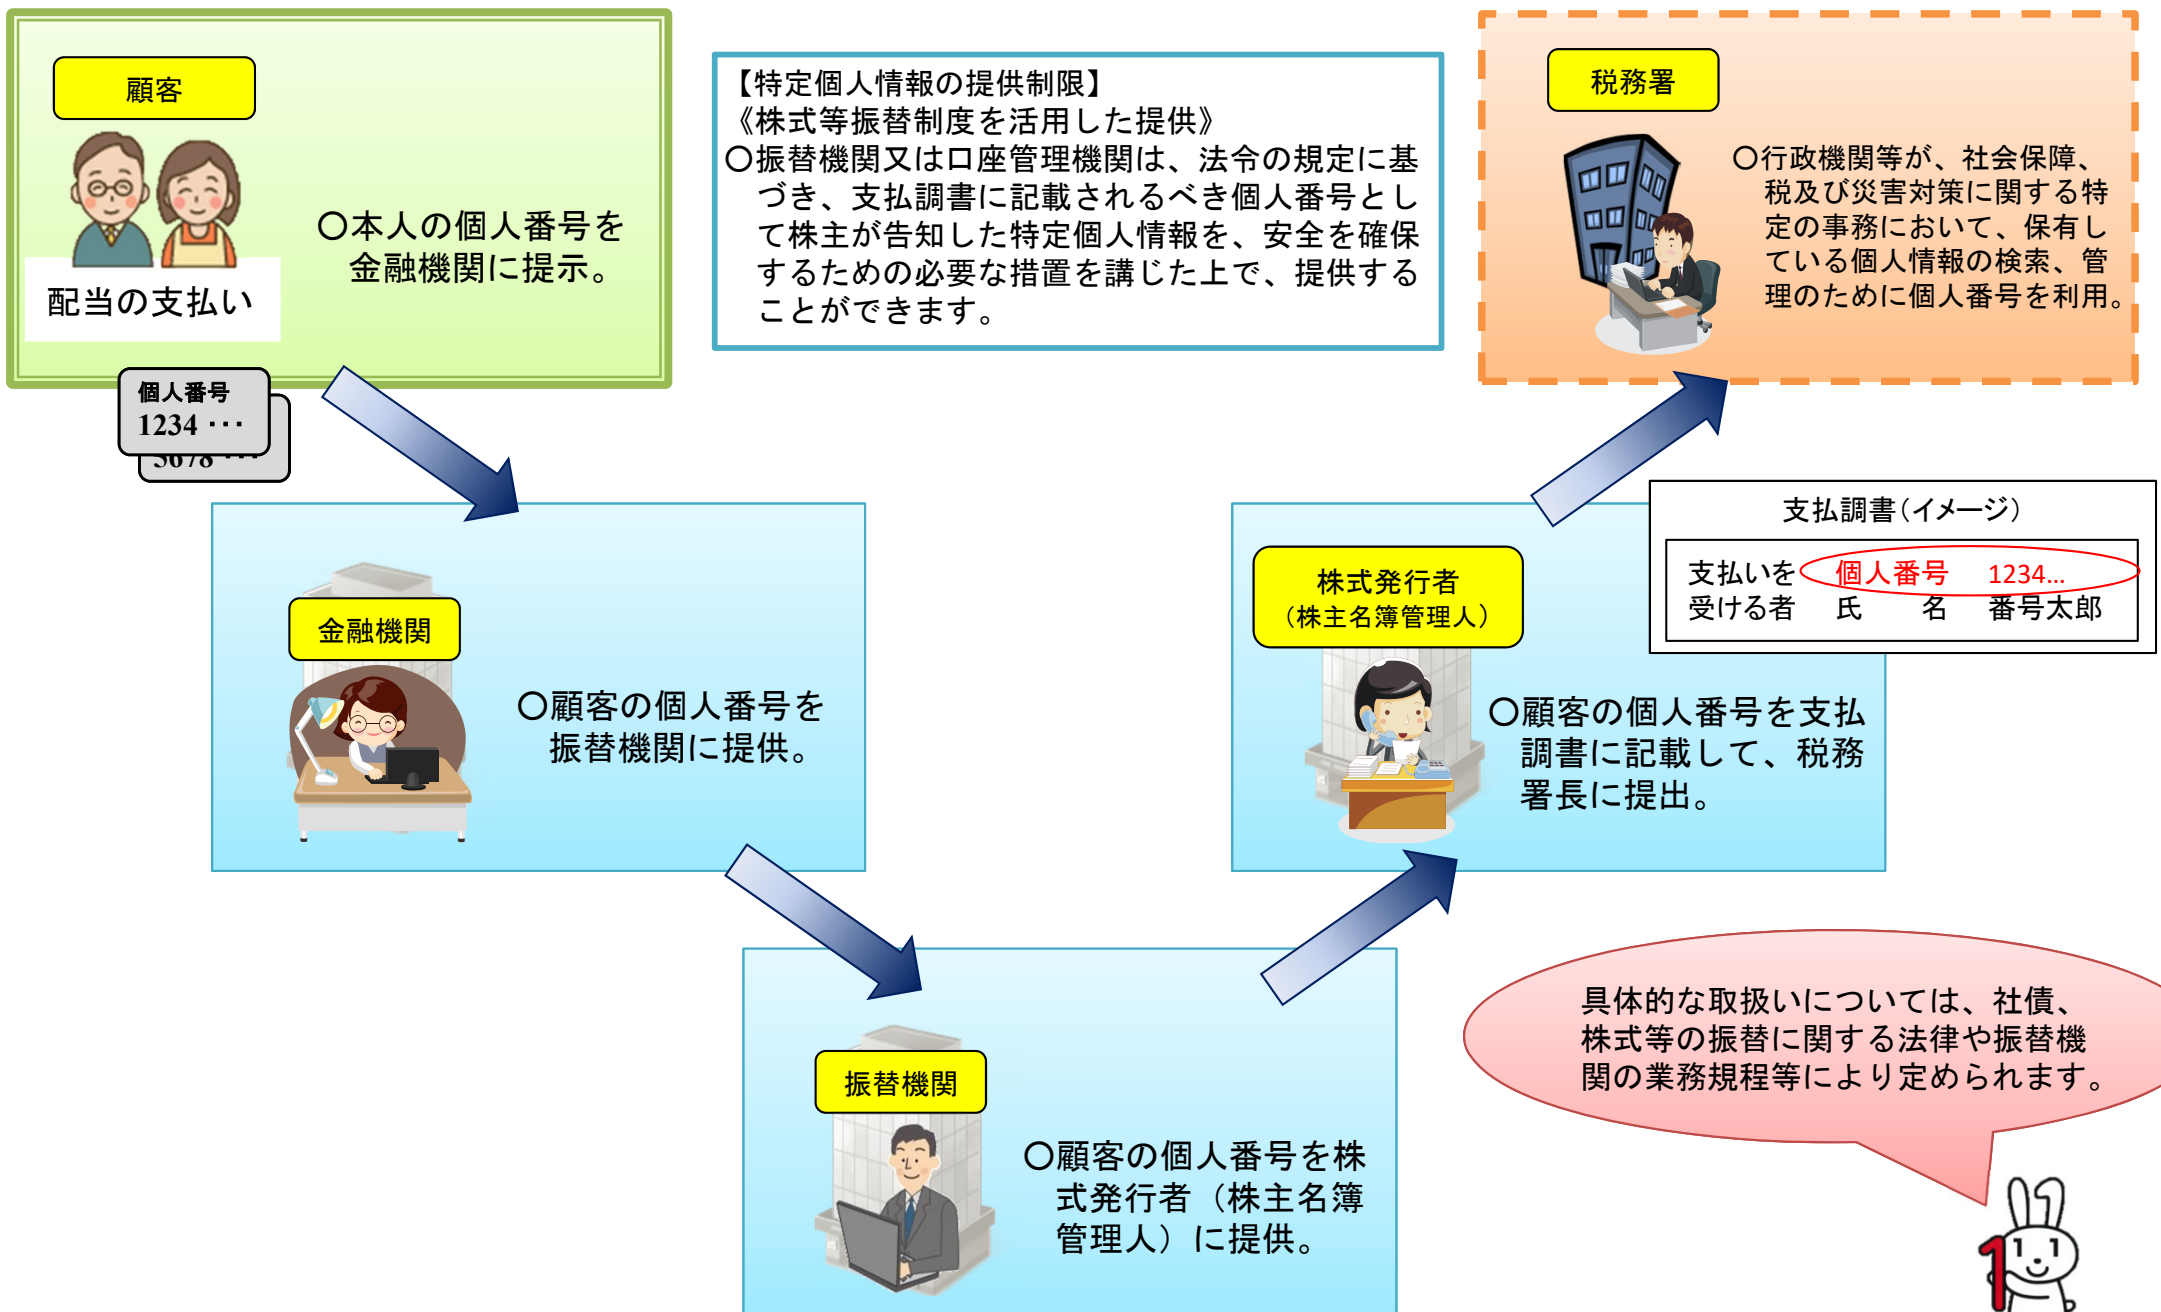 顧客
配当の支払い
〇本人の個人番号を
金融機関に提示。
個人番号
1234 ･･･
5678 ･･･
【特定個人情報の提供制限】
《株式等振替制度を活用した提供》
〇振替機関又は口座管理機関は、法令の規定に基
づき、支払調書に記載されるべき個人番号とし
て株主が告知した特定個人情報を、安全を確保
するための必要な措置を講じた上で、提供する
ことができます。
税務署
〇行政機関等が、社会保障、
税及び災害対策に関する特
定の事務において、保有し
ている個人情報の検索、管
理のために個人番号を利用。
金融機関
〇顧客の個人番号を
振替機関に提供。
振替機関
〇顧客の個人番号を株
式発行者（株主名簿
管理人）に提供。
株式発行者
（株主名簿管理人）
〇顧客の個人番号を支払
調書に記載して、税務
署長に提出。
支払調書（イメージ）
支払いを 個人番号 1234…
受ける者 氏 名 番号太郎
具体的な取扱いについては、社債、
株式等の振替に関する法律や振替機
関の業務規程等により定められます。